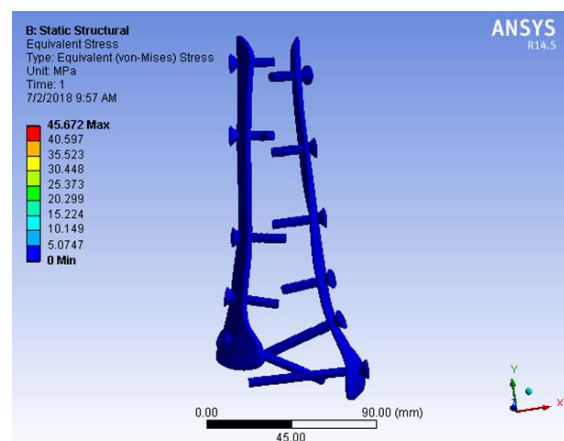 B: Static Structural
Equivalent Stress
Type: Equivalent (von-Mises) Stress
Unit: MPa
Time: 1
7/2/2018 9:57 AM
45.672 Max
40.597
35.523
30.448
25.373
20.299
15.224
10.149
5.0747
0 Min
ANSYS
R14.5
0.00
90.00 (mm)
45.00
Y
X